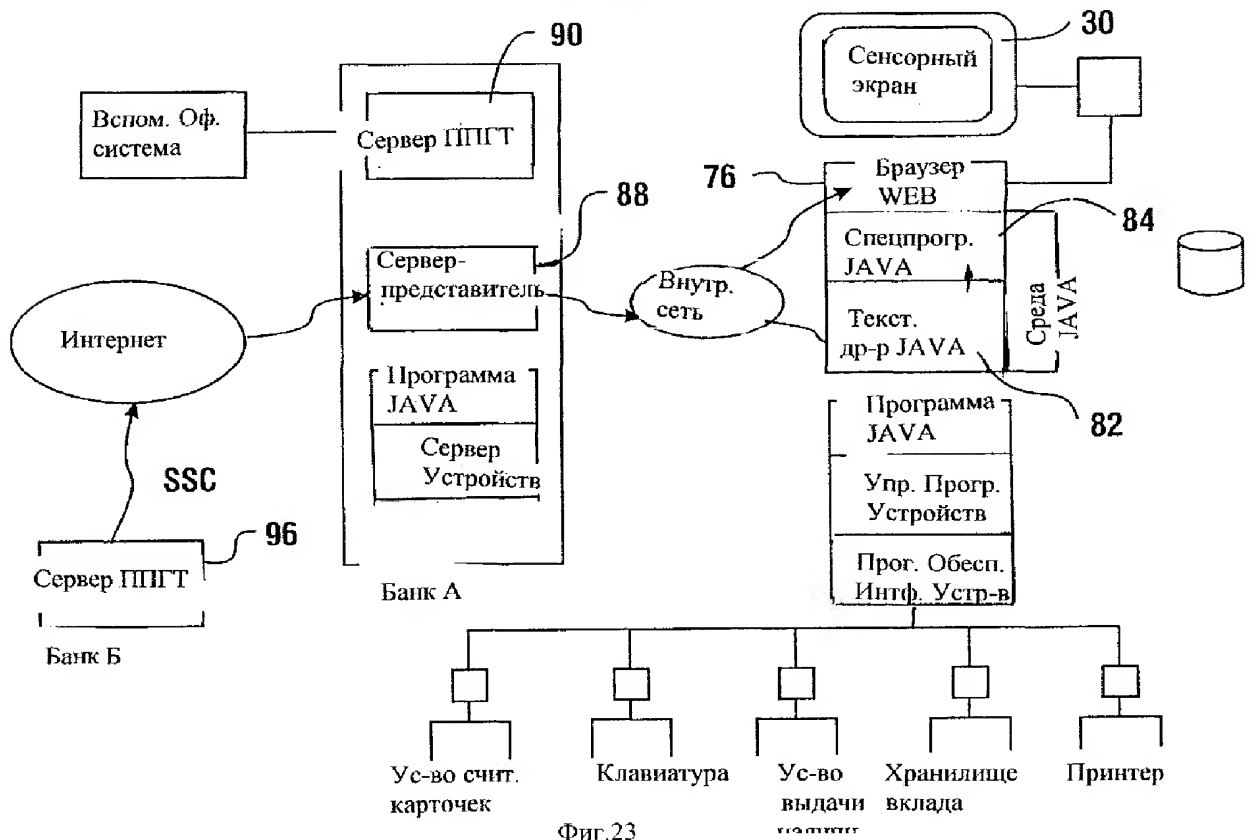 90
30
Сенсорный
экран
Вспом. Оф.
система
Сервер ППГТ
76
Браузер
WEB
88
84
Спецпрогр.
JAVA
Сервер-
представитель
Внутр.
сеть
Среда
JAVA
Интернет
Текст.
др-р JAVA
Программа
JAVA
82
Программа
JAVA
Сервер
Устройств
SSC
Упр. Прогр.
Устройств
96
Сервер ППГТ
Прог. Обесп.
Интф. Устр-в
Банк А
Банк Б
Ус-во счит.
карточек
Клавиатура
Ус-во
выдачи
Хранилище
вклада
Принтер
Фиг.23